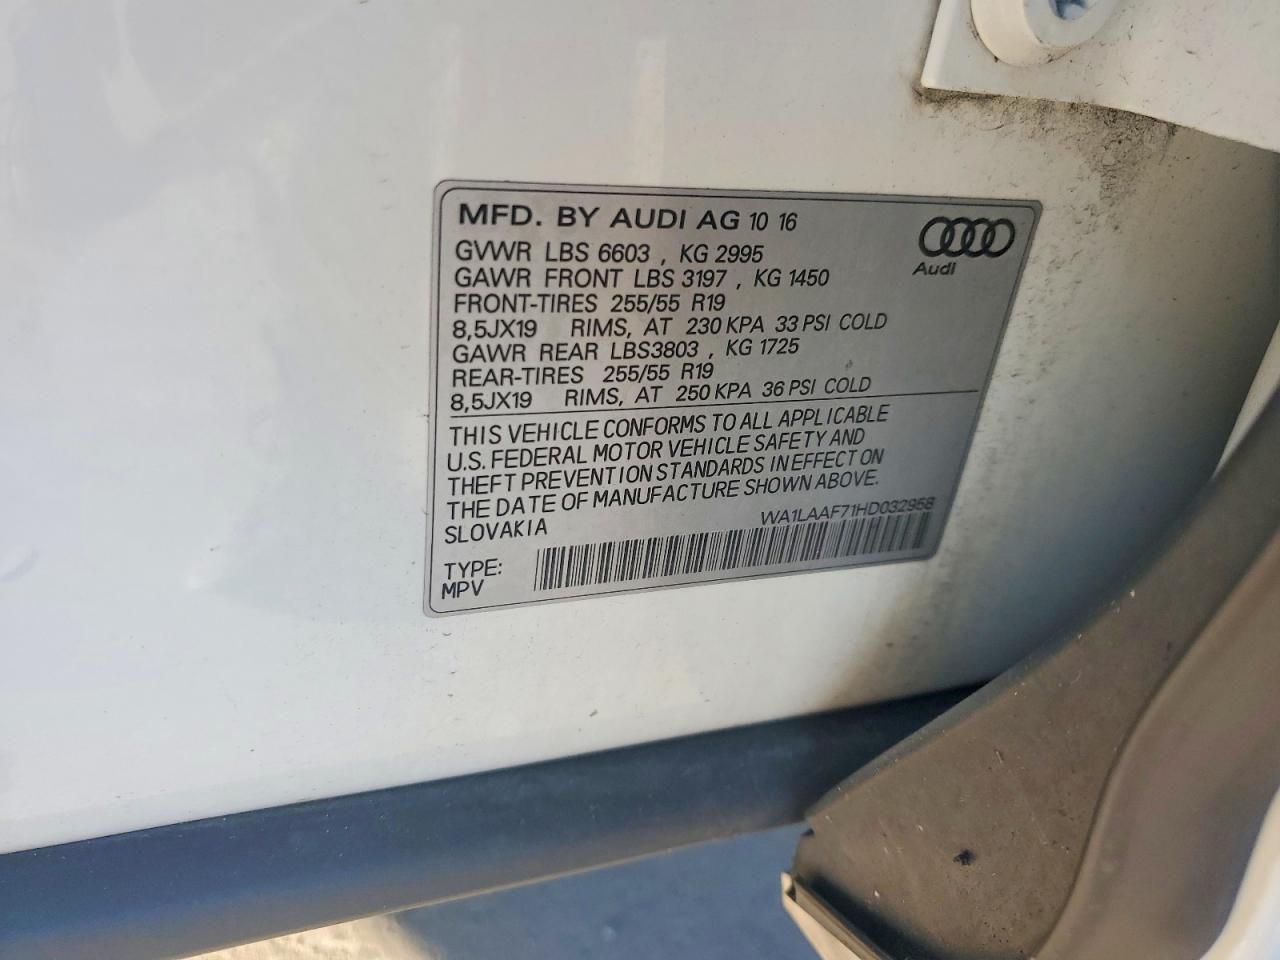 MFD. BY AUDI AG 10 16
GVWR LBS 6603 , KG 2995
GAWR FRONT LBS 3197 , KG 1450
FRONT-TIRES 255/55 R19
8,5JX19 RIMS, AT 230 KPA 33 PSI COLD
GAWR REAR LBS3803 , KG 1725
REAR-TIRES 255/55 R19
8,5JX19 RIMS, AT 250 KPA 36 PSI COLD
Audi
THIS VEHICLE CONFORMS TO ALL APPLICABLE
U.S. FEDERAL MOTOR VEHICLE SAFETY AND
THEFT PREVENTION STANDARDS IN EFFECT ON
THE DATE OF MANUFACTURE SHOWN ABOVE.
SLOVAKIA
WA1LAAF71HD032958
TYPE:
MPV